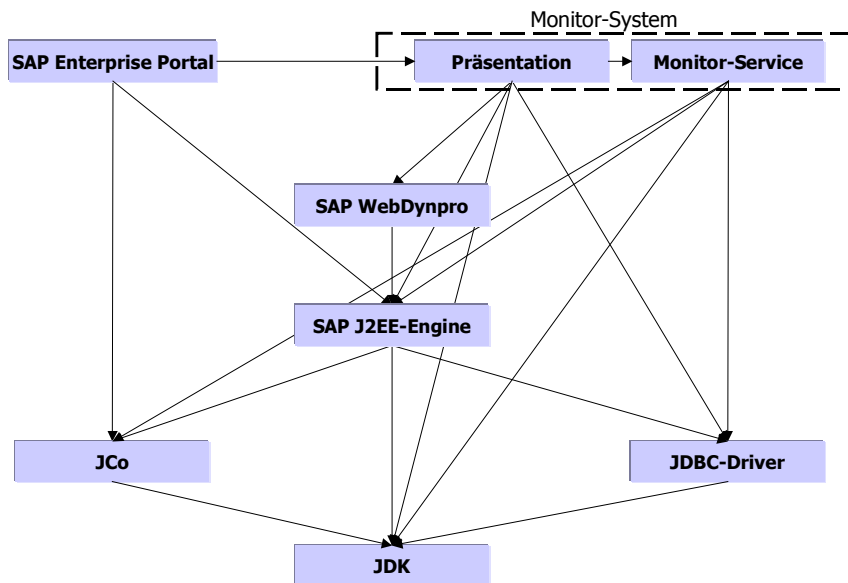 Monitor-System
SAP Enterprise Portal
Präsentation
Monitor-Service
SAP WebDynpro
SAP J2EE-Engine
JCo
JDBC-Driver
JDK